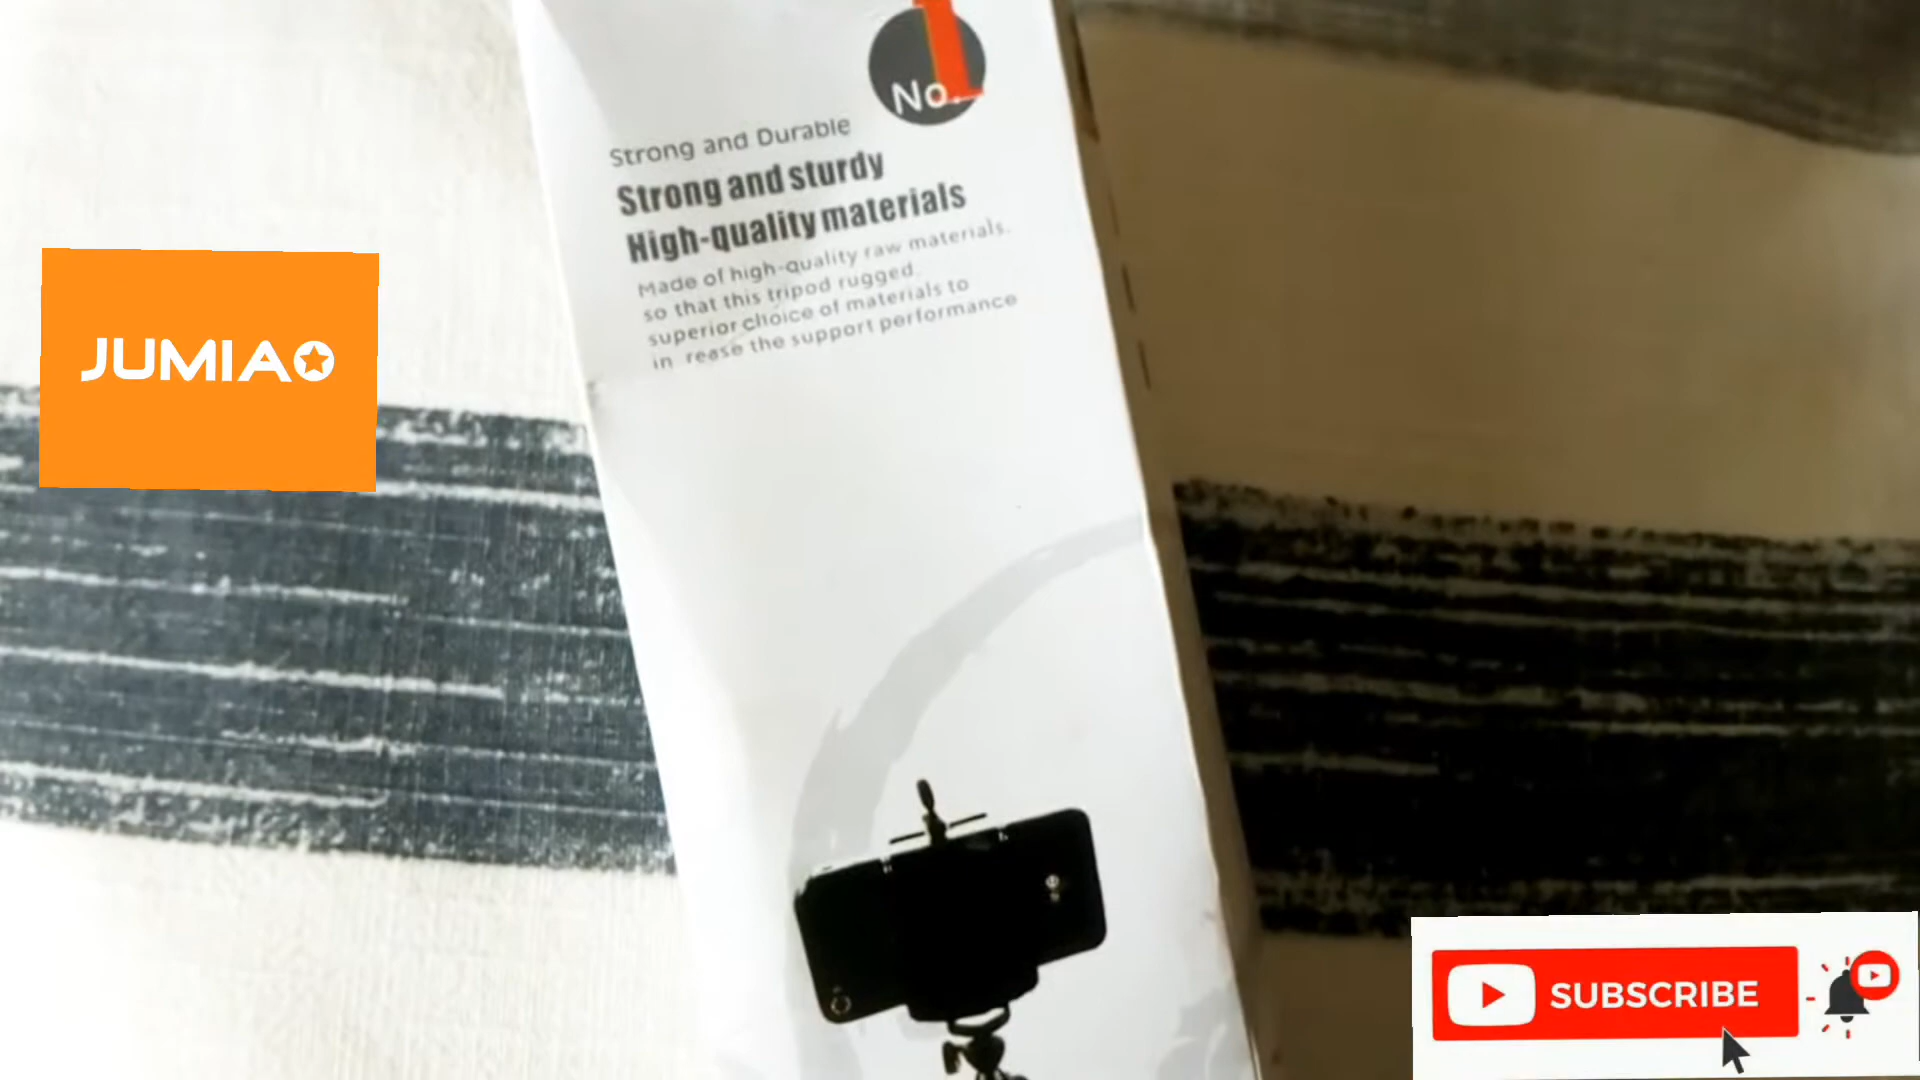 No.1
Strong and Durable
Strong and sturdy
High-quality materials
Made of high-quality raw materials.
so that this tripod rugged.
superior choice of materials to
in rease the support performance
JUMIA
SUBSCRIBE